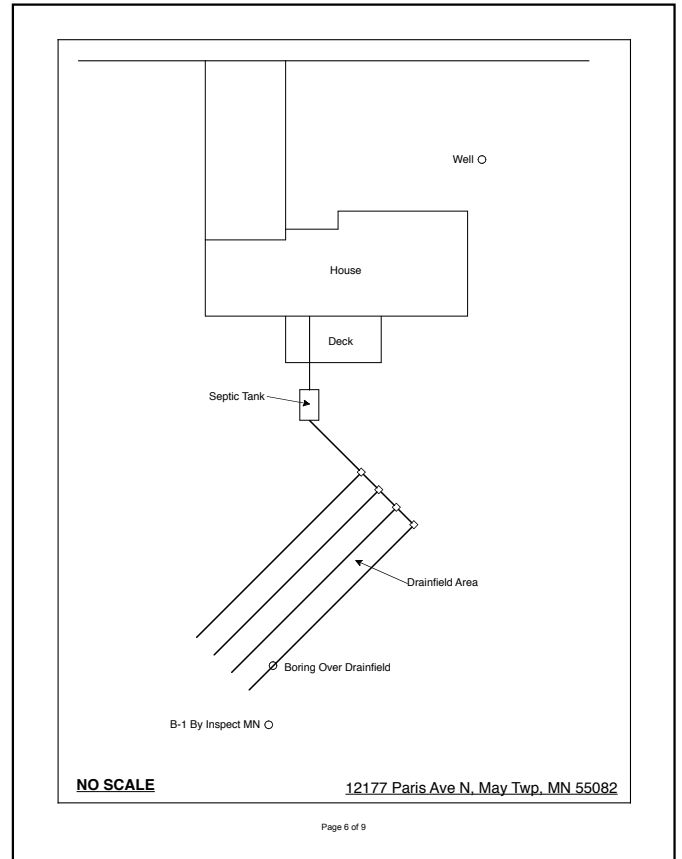 Well
House
Deck
Septic Tank
Drainfield Area
Boring Over Drainfield
B-1 By Inspect MN
NO SCALE
12177 Paris Ave N, May Twp, MN 55082
Page 6 of 9